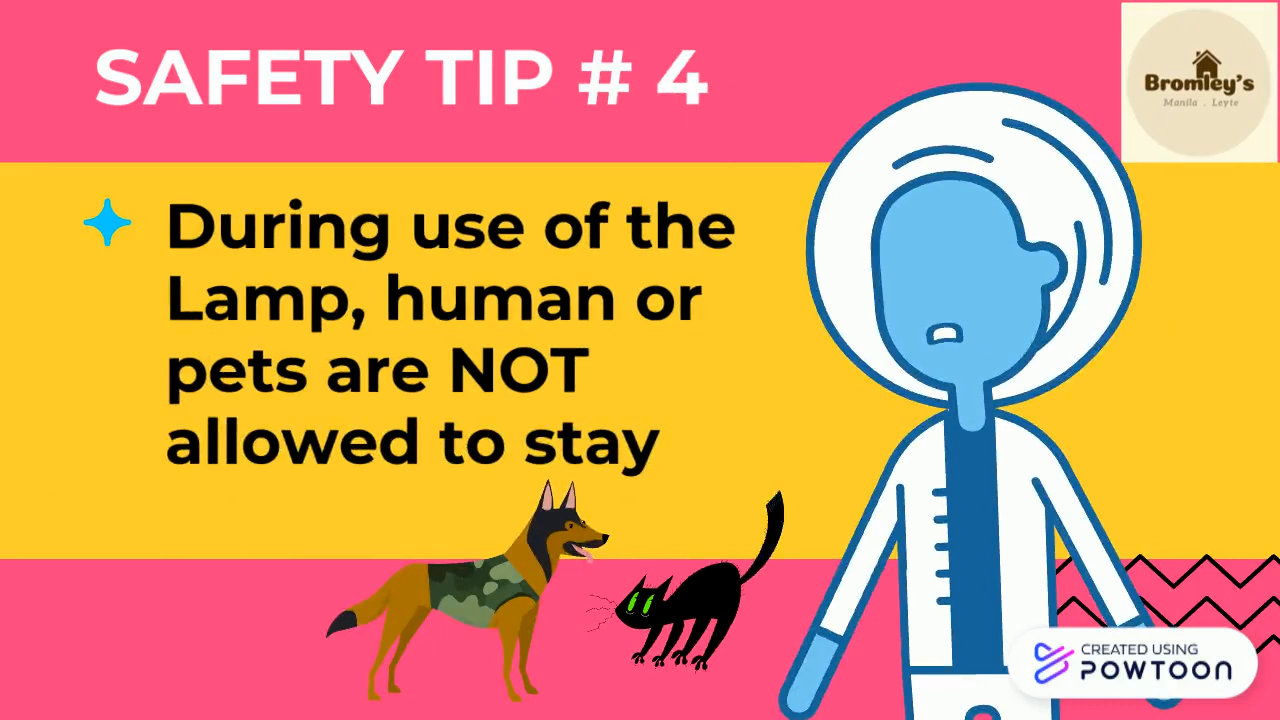 SAFETY TIP # 4
Bromley's
Manila . Leyte
During use of the
Lamp, human or
pets are NOT
allowed to stay
CREATED USING
POWTOON